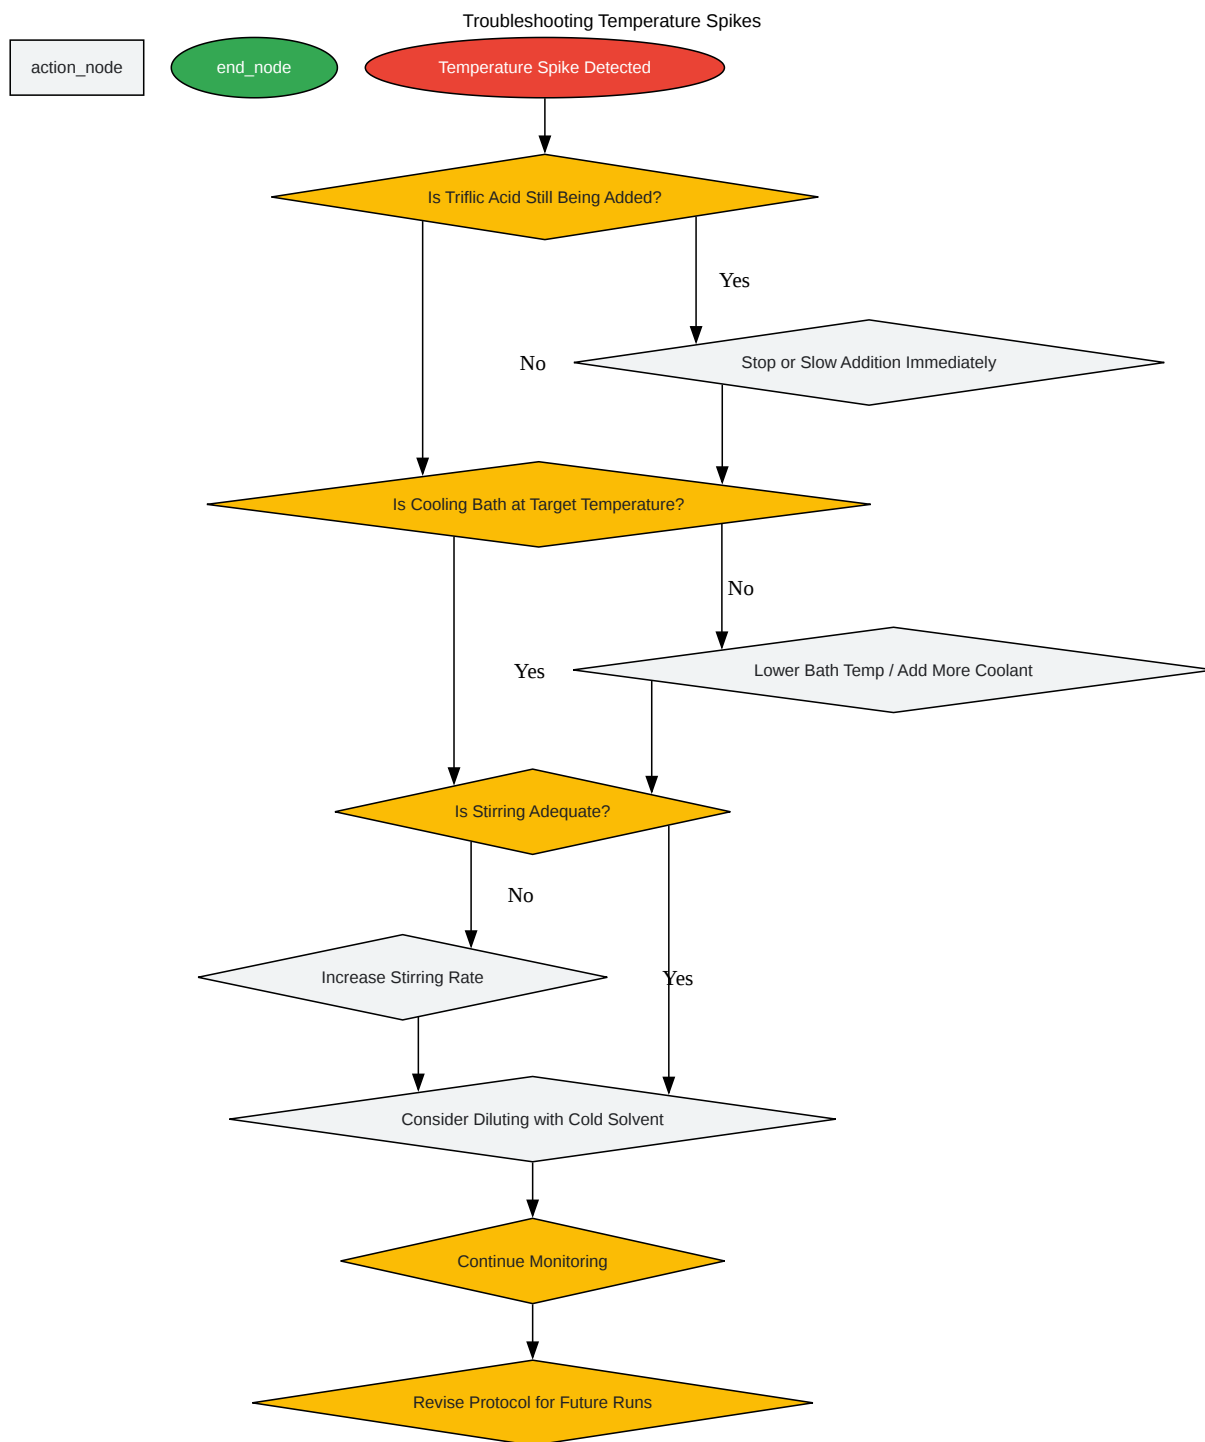 Troubleshooting Temperature Spikes
action_node
end_node
Temperature Spike Detected
Is Triflic Acid Still Being Added?
Yes
No
Stop or Slow Addition Immediately
Is Cooling Bath at Target Temperature?
No
Yes
Lower Bath Temp / Add More Coolant
Is Stirring Adequate?
No
Increase Stirring Rate
Yes
Consider Diluting with Cold Solvent
Continue Monitoring
Revise Protocol for Future Runs